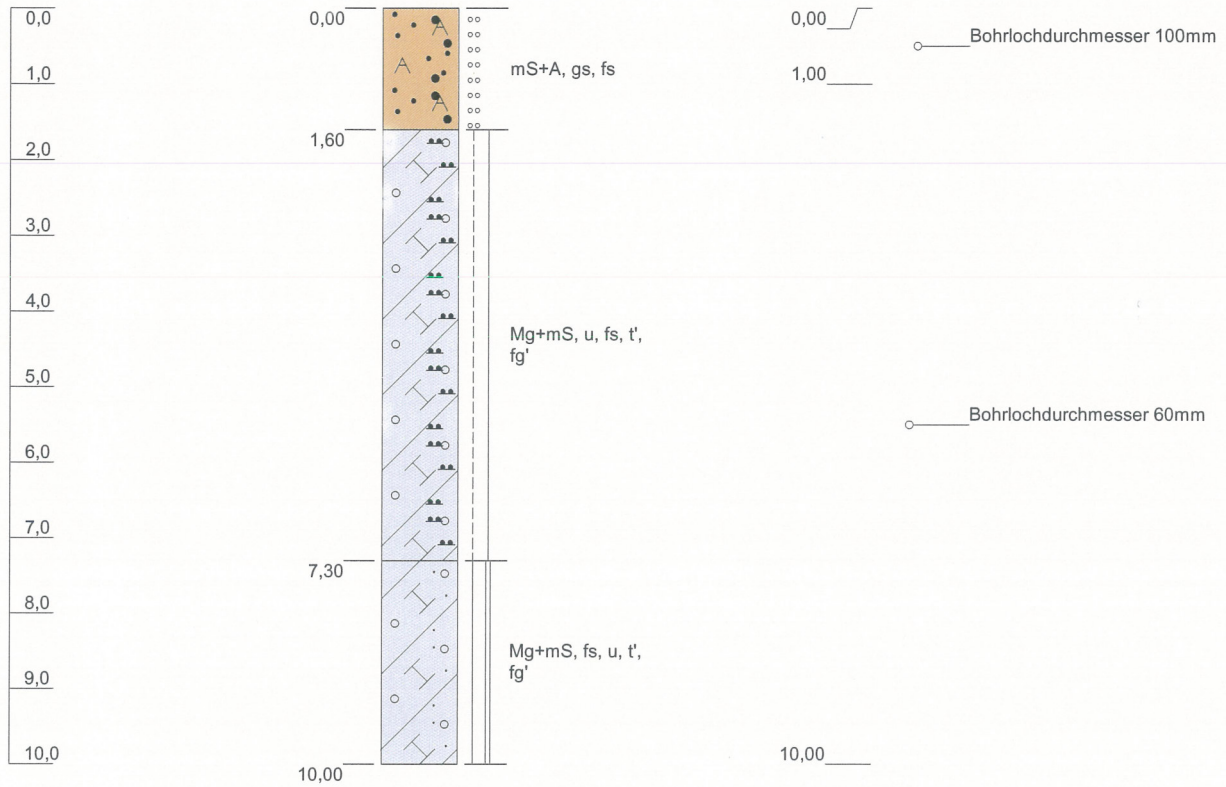 0,0
1,0
2,0
3,0
4,0
5,0
6,0
7,0
8,0
9,0
10,0
0,00
1,60
7,30
10,00
A
A
A
mS+A, gs, fs
Mg+mS, u, fs, t',
fg'
Mg+mS, fs, u, t',
fg'
0,00
1,00
10,00
Bohrlochdurchmesser 100mm
Bohrlochdurchmesser 60mm